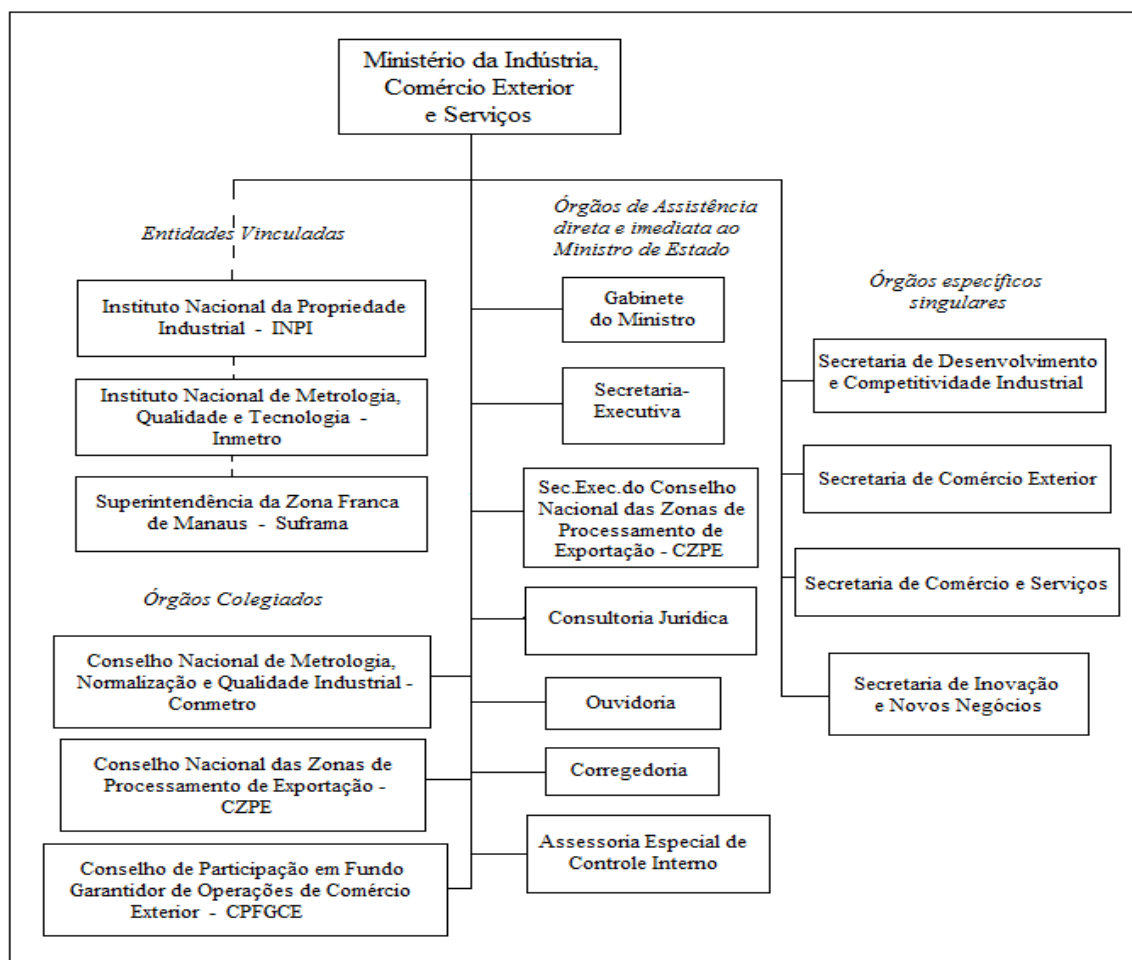 Ministério da Indústria,
Comércio Exterior
e Serviços
Entidades Vinculadas
Instituto Nacional da Propriedade
Industrial - INPI
Instituto Nacional de Metrologia,
Qualidade e Tecnologia -
Inmetro
Superintendência da Zona Franca
de Manaus - Suframa
Órgãos Colegiados
Conselho Nacional de Metrologia,
Normalização e Qualidade Industrial -
Conmetro
Conselho Nacional das Zonas de
Processamento de Exportação -
CZPE
Conselho de Participação em Fundo
Garantidor de Operações de Comércio
Exterior - CPFGCE
Órgãos de Assistência
direta e imediata ao
Ministro de Estado
Gabinete
do Ministro
Secretaria-
Executiva
Sec.Exec.do Conselho
Nacional das Zonas de
Processamento de
Exportação - CZPE
Consultoria Jurídica
Ouvidoria
Corregedoria
Assessoria Especial de
Controle Interno
Órgãos específicos
singulares
Secretaria de Desenvolvimento
e Competitividade Industrial
Secretaria de Comércio Exterior
Secretaria de Comércio e Serviços
Secretaria de Inovação
e Novos Negócios